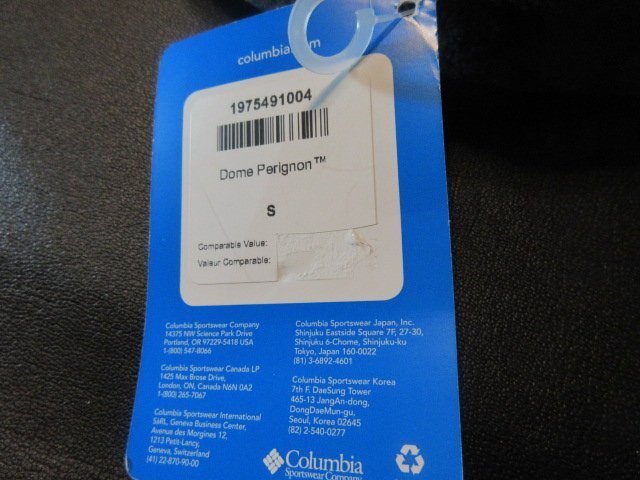 columbia.com
1975491004
Dome Perignon™
S
Comparable Value:
Valeur Comparable:
Columbia Sportswear Company
14375 NW Science Park Drive
Portland, OR 97229-5418 USA
1-(800) 547-8066
Columbia Sportswear Canada LP
1425 Max Brose Drive,
London, ON, Canada N6N 0A2
1-(800) 265-7067
Columbia Sportswear International
SàRL, Geneva Business Center,
Avenue des Morgines 12,
1213 Petit-Lancy,
Geneva, Switzerland
(41) 22-870-90-00
Columbia Sportswear Japan, Inc.
Shinjuku Eastside Square 7F, 27-30,
Shinjuku 6-Chome, Shinjuku-ku
Tokyo, Japan 160-0022
(81) 3-6892-4601
Columbia Sportswear Korea
7th F. DaeSung Tower
465-13 JangAn-dong,
DongDaeMun-gu,
Seoul, Korea 02645
(82) 2-540-0277
Columbia
Sportswear Company